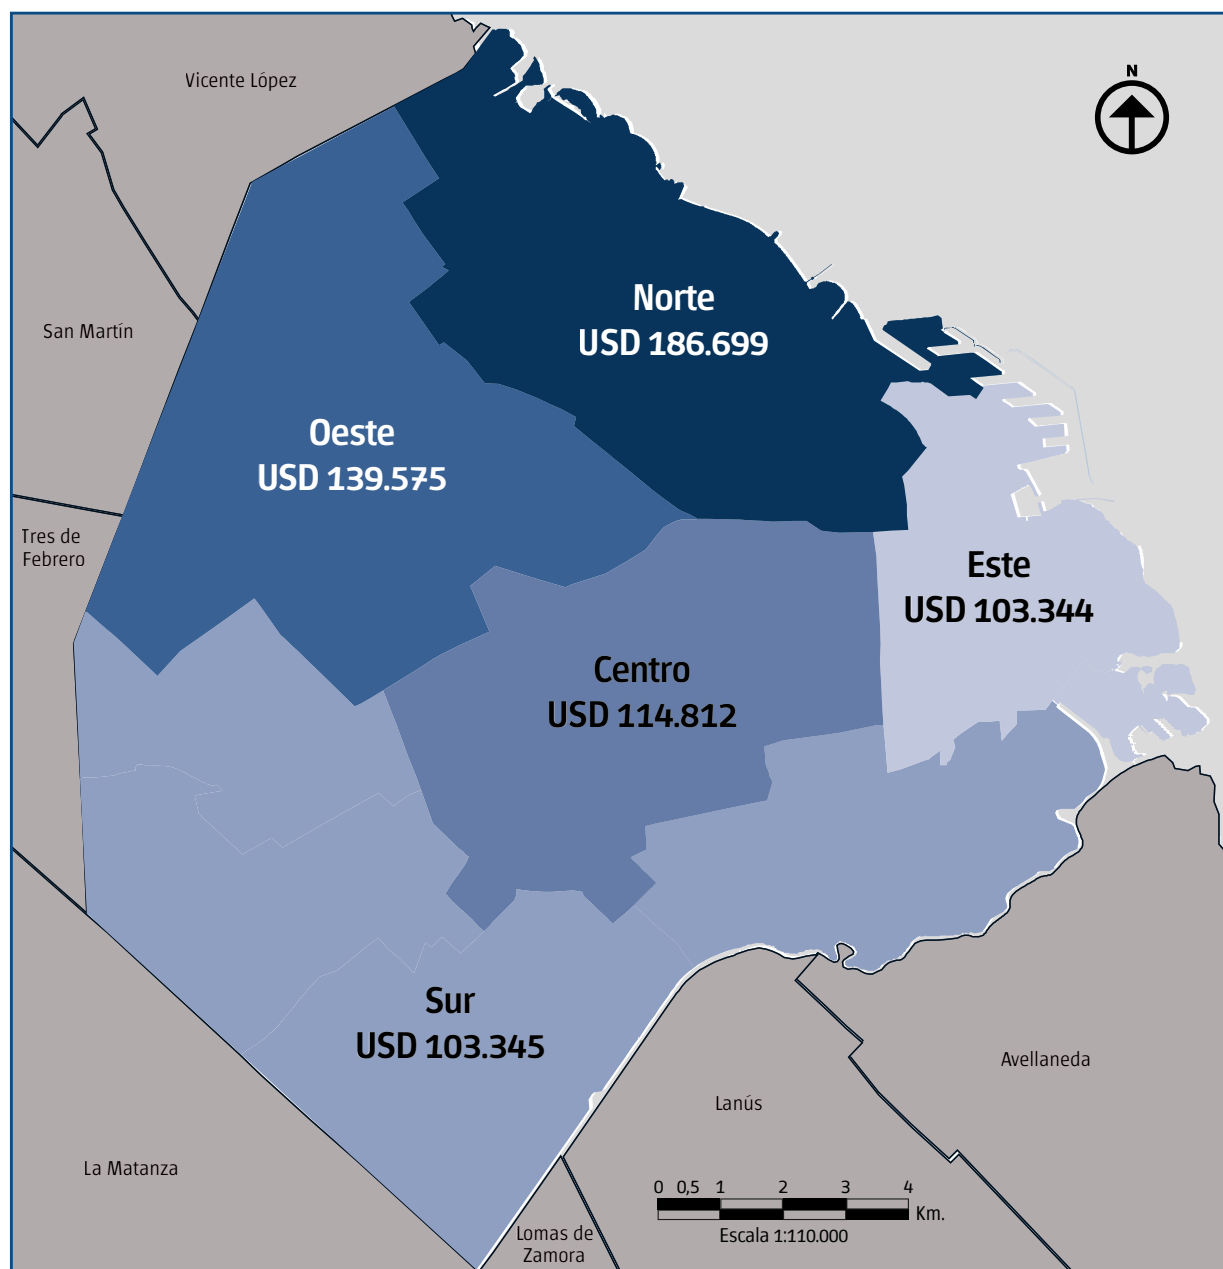 N
Vicente López
Norte
USD 186.699
San Martín
Oeste
USD 139.575
Tres de
Febrero
Este
USD 103.344
Centro
USD 114.812
Sur
USD 103.345
Avellaneda
Lanús
La Matanza
0 0,5 1 2 3 4
Km.
Escala 1:110.000
Lomas de
Zamora